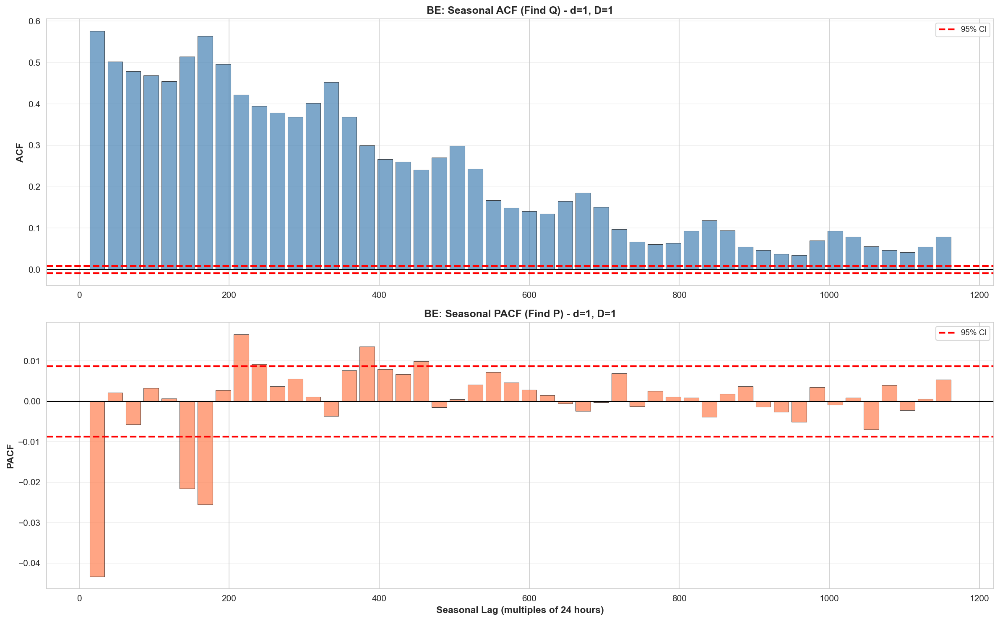 BE: Seasonal ACF (Find Q) - d=1, D=1
95% CI
ACF
0.6
0.5
0.4
0.3
0.2
0.1
0.0
0 200 400 600 800 1000 1200
BE: Seasonal PACF (Find P) - d=1, D=1
95% CI
PACF
0.01
0.00
−0.01
−0.02
−0.03
−0.04
0 200 400 600 800 1000 1200
Seasonal Lag (multiples of 24 hours)